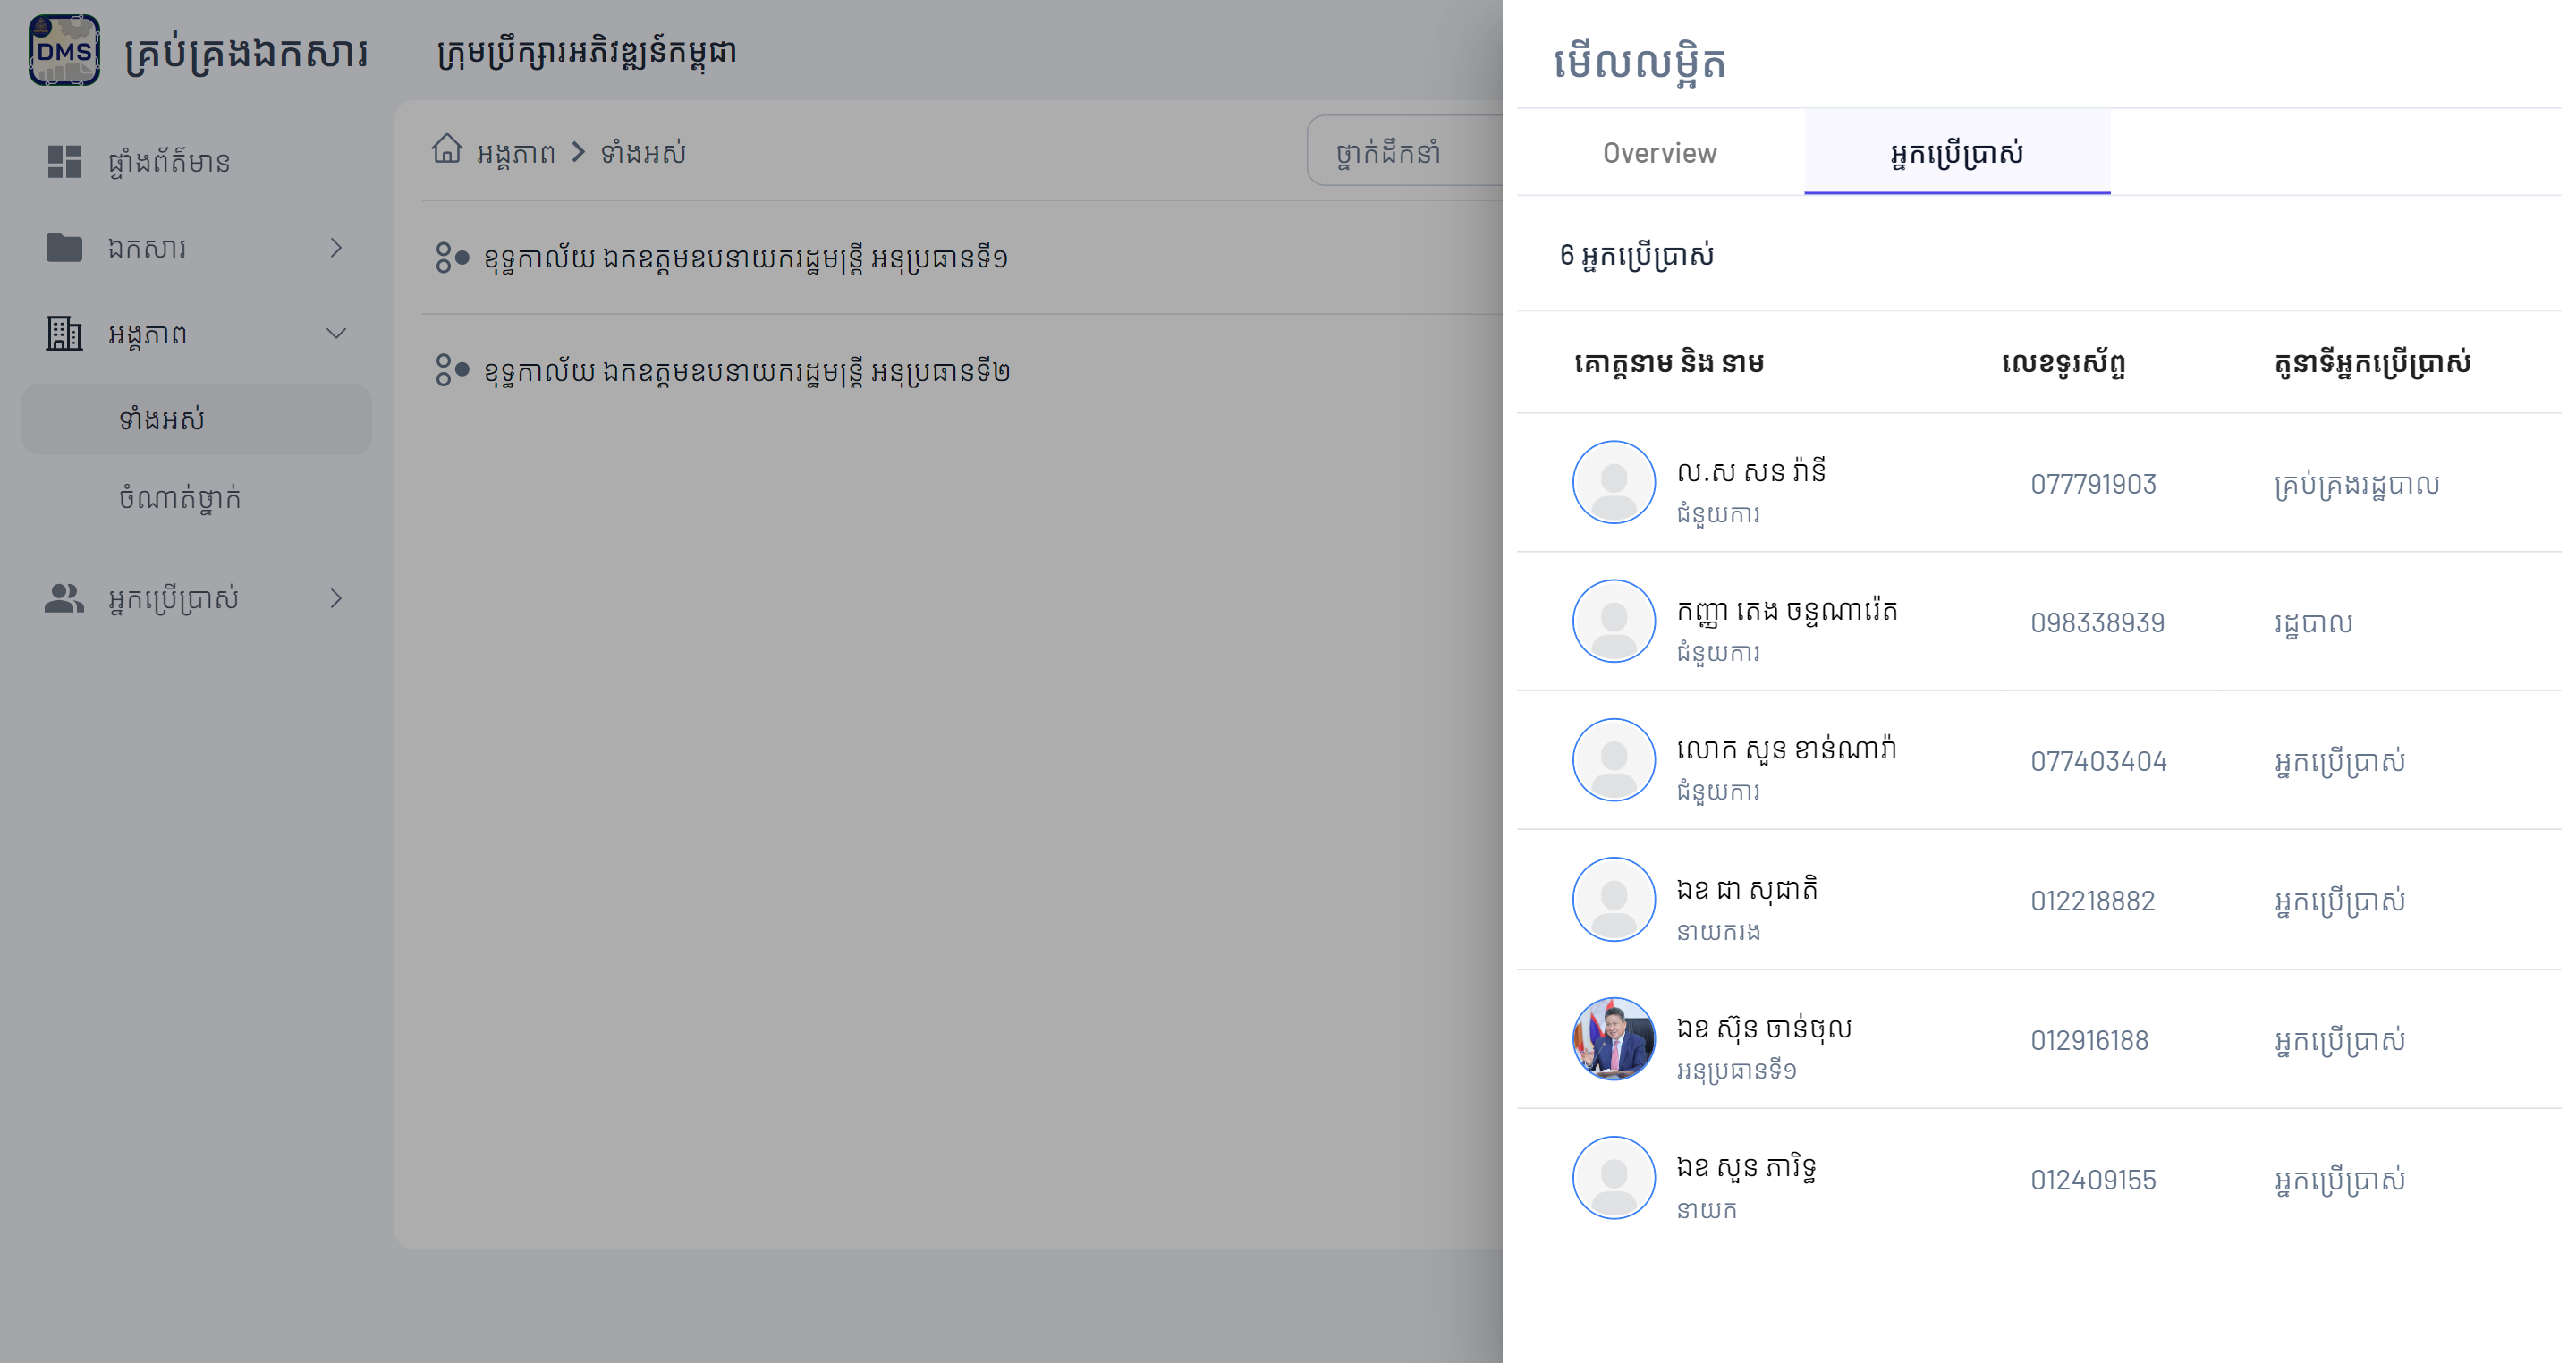 DMS
គ្រប់គ្រងឯកសារ
ក្រុមប្រឹក្សារអភិវឌ្ឍន៍កម្ពុជា
ផ្ទាំងព័ត៌មាន
ឯកសារ
អង្គភាព
ទាំងអស់
ចំណាត់ថ្នាក់
អ្នកប្រើប្រាស់
អង្គភាព > ទាំងអស់
ថ្នាក់ដឹកនាំ
ខុទ្ទកាល័យ ឯកឧត្តមឧបនាយករដ្ឋមន្ត្រី អនុប្រធានទី១
ខុទ្ទកាល័យ ឯកឧត្តមឧបនាយករដ្ឋមន្ត្រី អនុប្រធានទី២
មើលលម្អិត
Overview អ្នកប្រើប្រាស់
6 អ្នកប្រើប្រាស់
គោត្តនាម និង នាម លេខទូរស័ព្ទ តួនាទីអ្នកប្រើប្រាស់
ល.ស សន រ៉ានី
ជំនួយការ
077791903 គ្រប់គ្រងរដ្ឋបាល
កញ្ញា តេង ចន្ទណារ៉េត
ជំនួយការ
098338939 រដ្ឋបាល
លោក សួន ខាន់ណារ៉ា
ជំនួយការ
077403404 អ្នកប្រើប្រាស់
ឯឧ ជា សុជាតិ
នាយករង
012218882 អ្នកប្រើប្រាស់
ឯឧ ស៊ុន ចាន់ថុល
អនុប្រធានទី១
012916188 អ្នកប្រើប្រាស់
ឯឧ សួន ភារិទ្ធ
នាយក
012409155 អ្នកប្រើប្រាស់